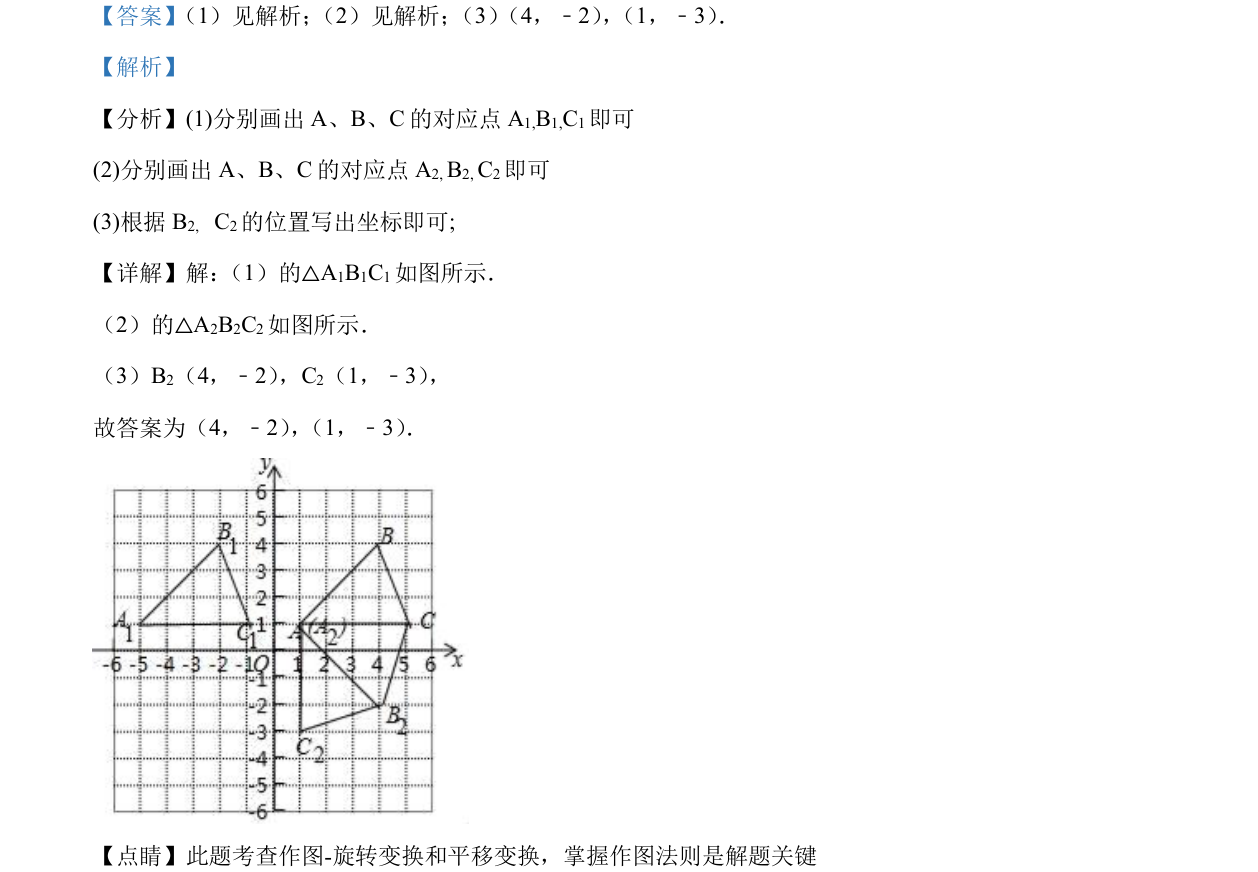 【答案】（1）见解析；（2）见解析；（3）（4，﹣2），（1，﹣3）．
【解析】
【分析】(1)分别画出 A、B、C 的对应点 A1,B1,C1 即可
(2)分别画出 A、B、C 的对应点 A2, B2, C2 即可
(3)根据 B2, C2 的位置写出坐标即可;
【详解】解：（1）的△A1B1C1 如图所示．
（2）的△A2B2C2 如图所示．
（3）B2（4，﹣2），C2（1，﹣3），
故答案为（4，﹣2），（1，﹣3）．
y
6
5
B1 4 B
3
2
A1 C1 1 A (A2) C
-6 -5 -4 -3 -2 -1 O 1 2 3 4 5 6 x
-1
-2 B2
-3
C2
-4
-5
-6
【点睛】此题考查作图-旋转变换和平移变换，掌握作图法则是解题关键